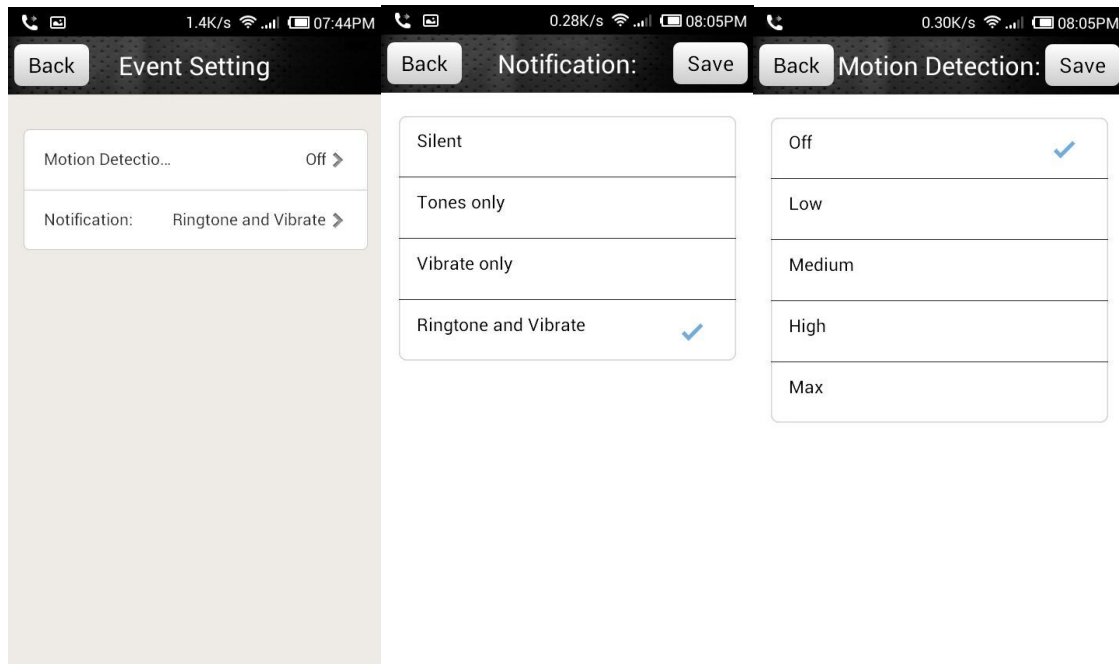 1.4K/s 07:44PM
Back Event Setting
Motion Detectio... Off
Notification: Ringtone and Vibrate
0.28K/s 08:05PM
Back Notification: Save
Silent
Tones only
Vibrate only
Ringtone and Vibrate
0.30K/s 08:05PM
Back Motion Detection: Save
Off
Low
Medium
High
Max